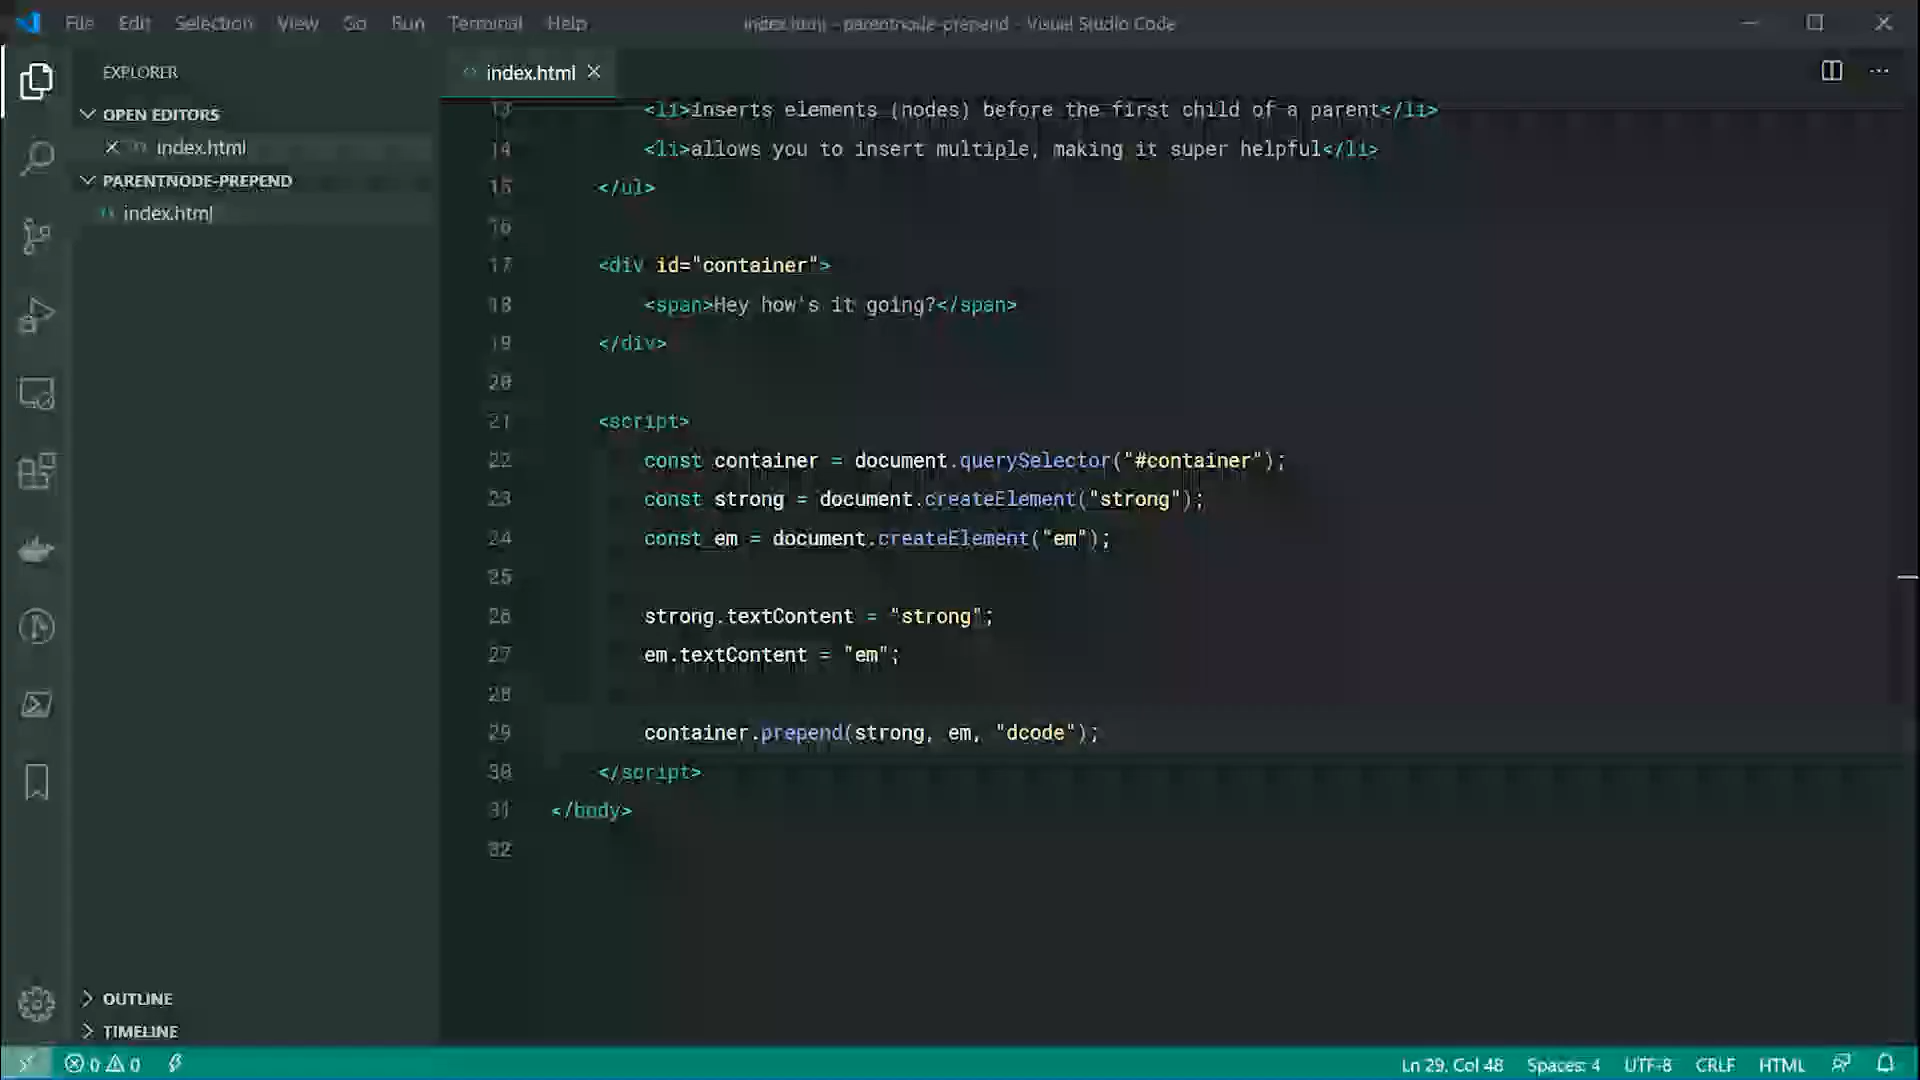 File Edit Selection View Go Run Terminal Help
index.html - parentnode-prepend - Visual Studio Code
EXPLORER
OPEN EDITORS
index.html
PARENTNODE-PREPEND
index.html
OUTLINE
TIMELINE
index.html
13 <li>inserts elements (nodes) before the first child of a parent</li>
14 <li>allows you to insert multiple, making it super helpful</li>
15 </ul>
16
17 <div id="container">
18 <span>Hey how's it going?</span>
19 </div>
20
21 <script>
22 const container = document.querySelector("#container");
23 const strong = document.createElement("strong");
24 const em = document.createElement("em");
25
26 strong.textContent = "strong";
27 em.textContent = "em";
28
29 container.prepend(strong, em, "dcode");
30 </script>
31 </body>
32
0 0
Ln 29, Col 48 Spaces: 4 UTF-8 CRLF HTML